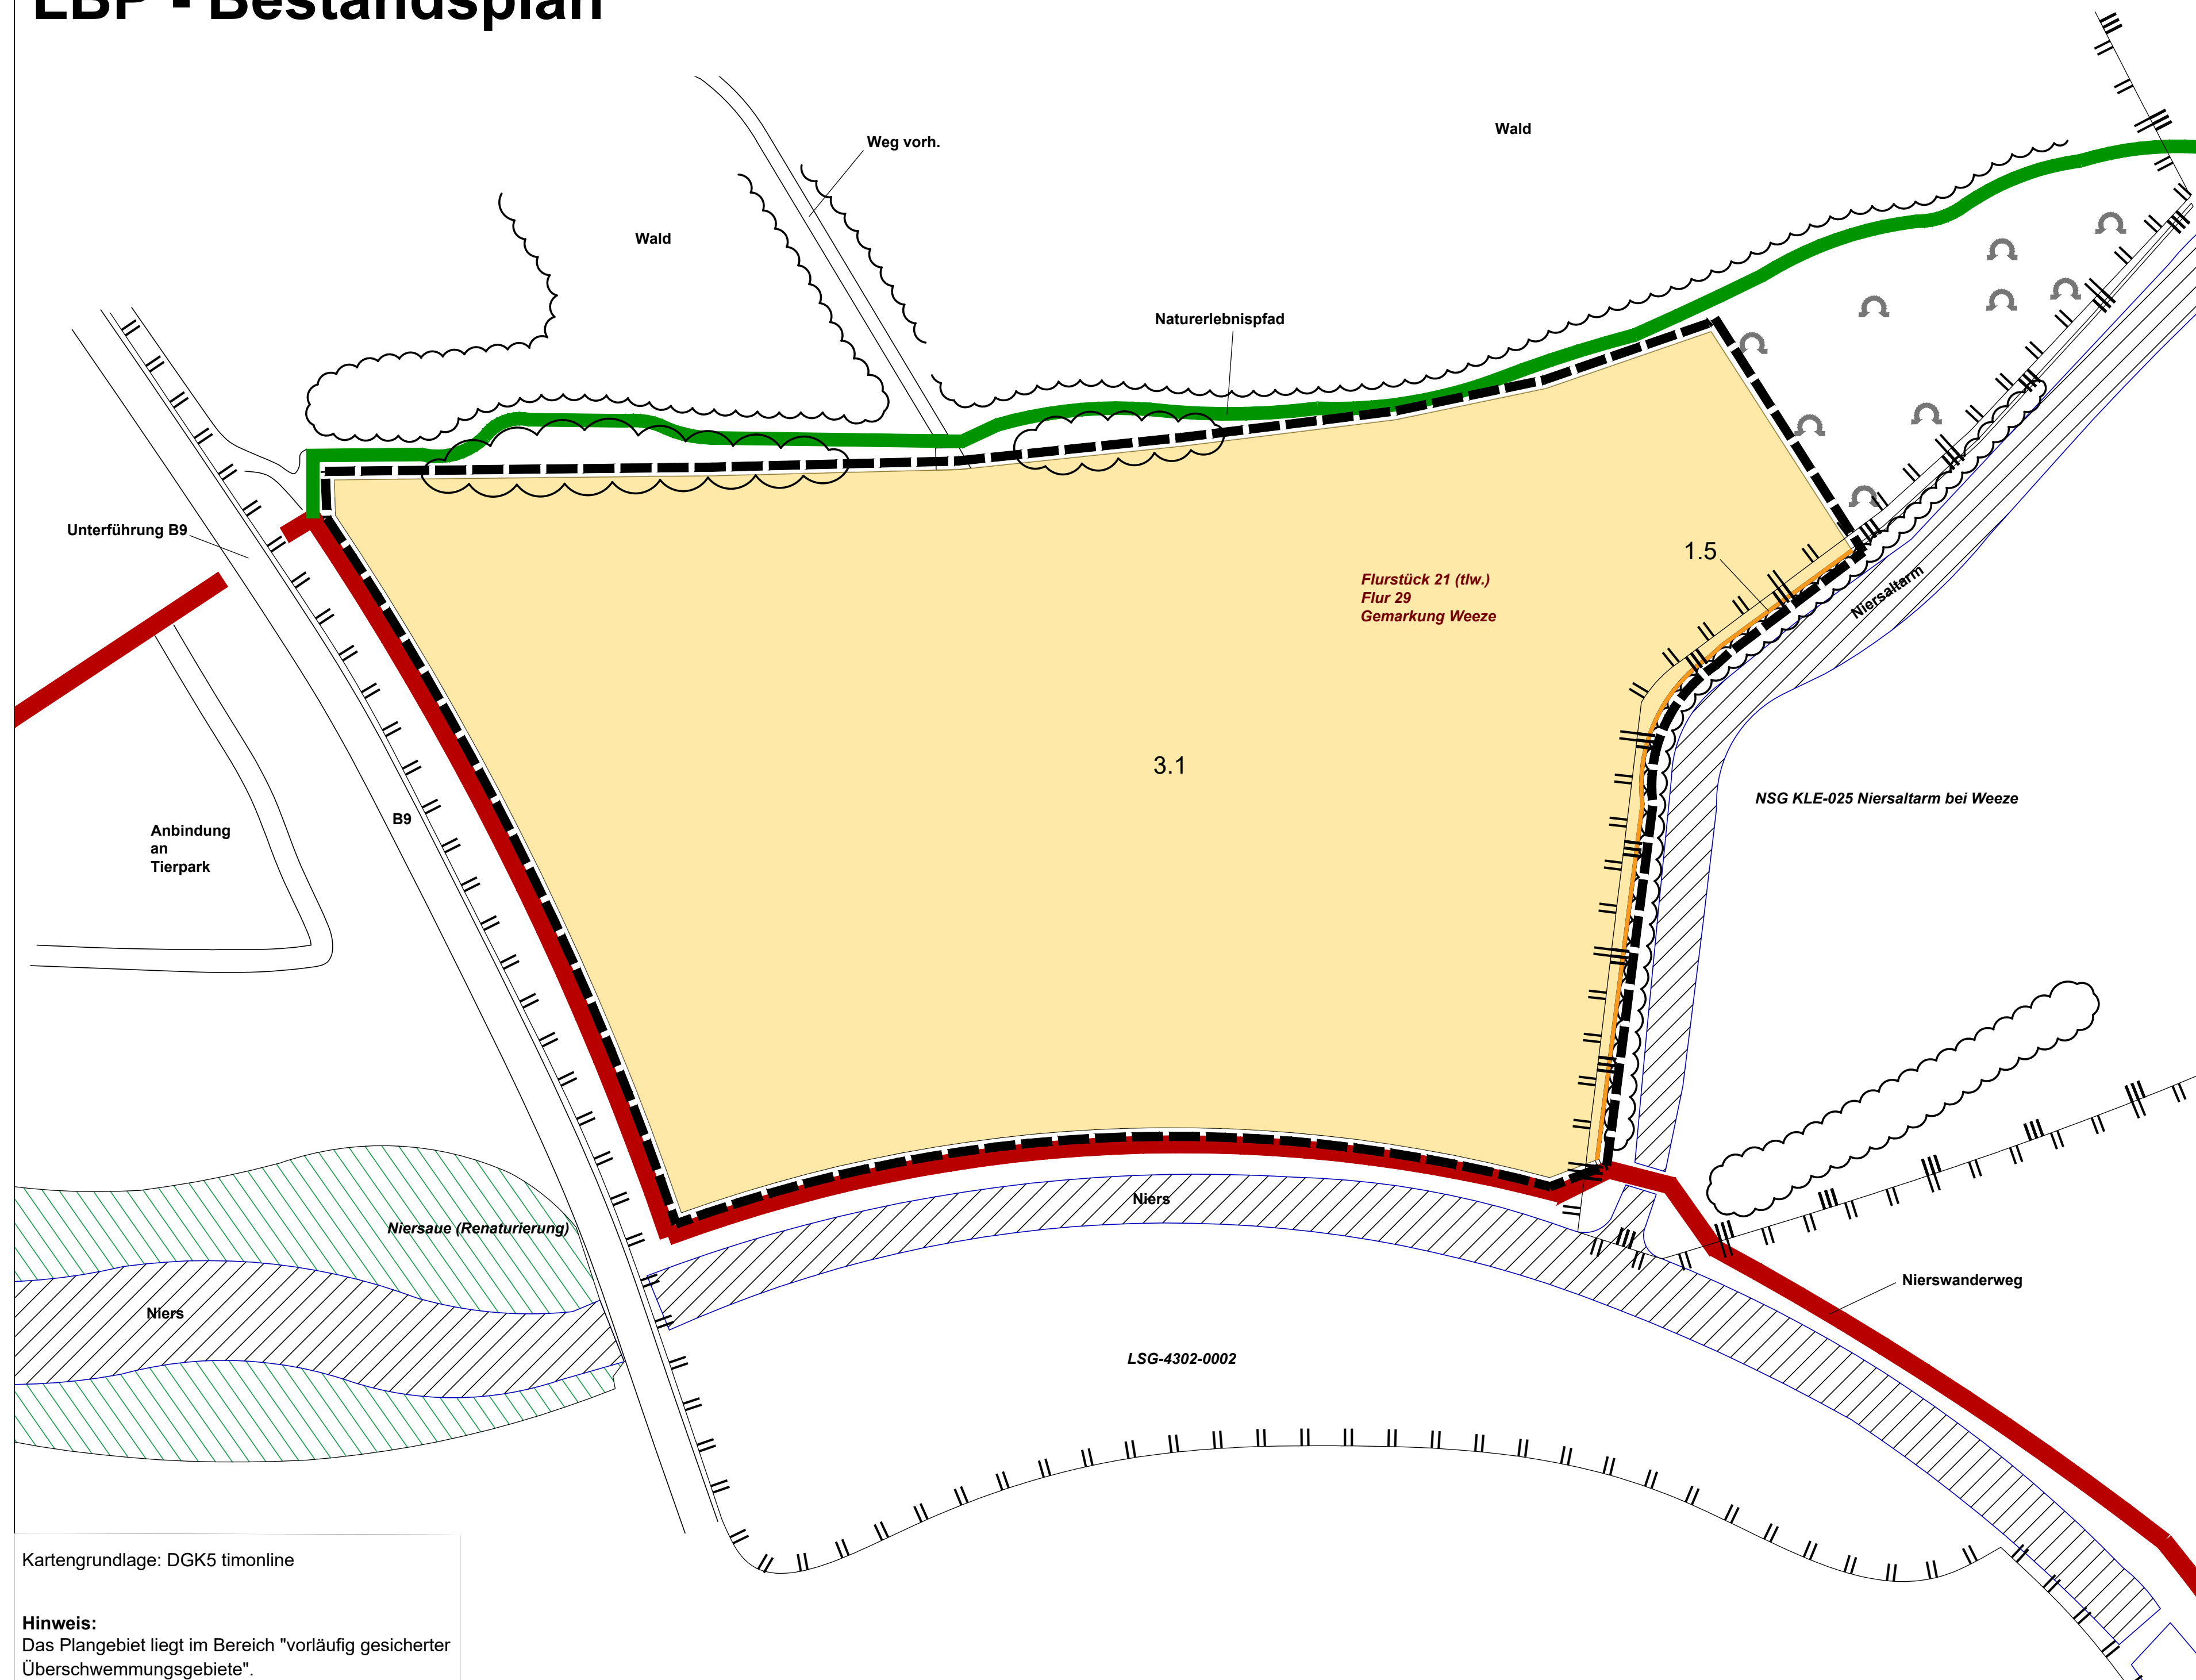 LBP - Bestandsplan
Weg vorh.
Wald
Wald
Naturerlebnispfad
Unterführung B9
1.5
Flurstück 21 (tlw.)
Flur 29
Gemarkung Weeze
Niersaltarm
3.1
NSG KLE-025 Niersaltarm bei Weeze
B9
Anbindung
an
Tierpark
Niers
Niersaue (Renaturierung)
Nierswanderweg
Niers
LSG-4302-0002
Kartengrundlage: DGK5 timonline
Hinweis:
Das Plangebiet liegt im Bereich "vorläufig gesicherter
Überschwemmungsgebiete".